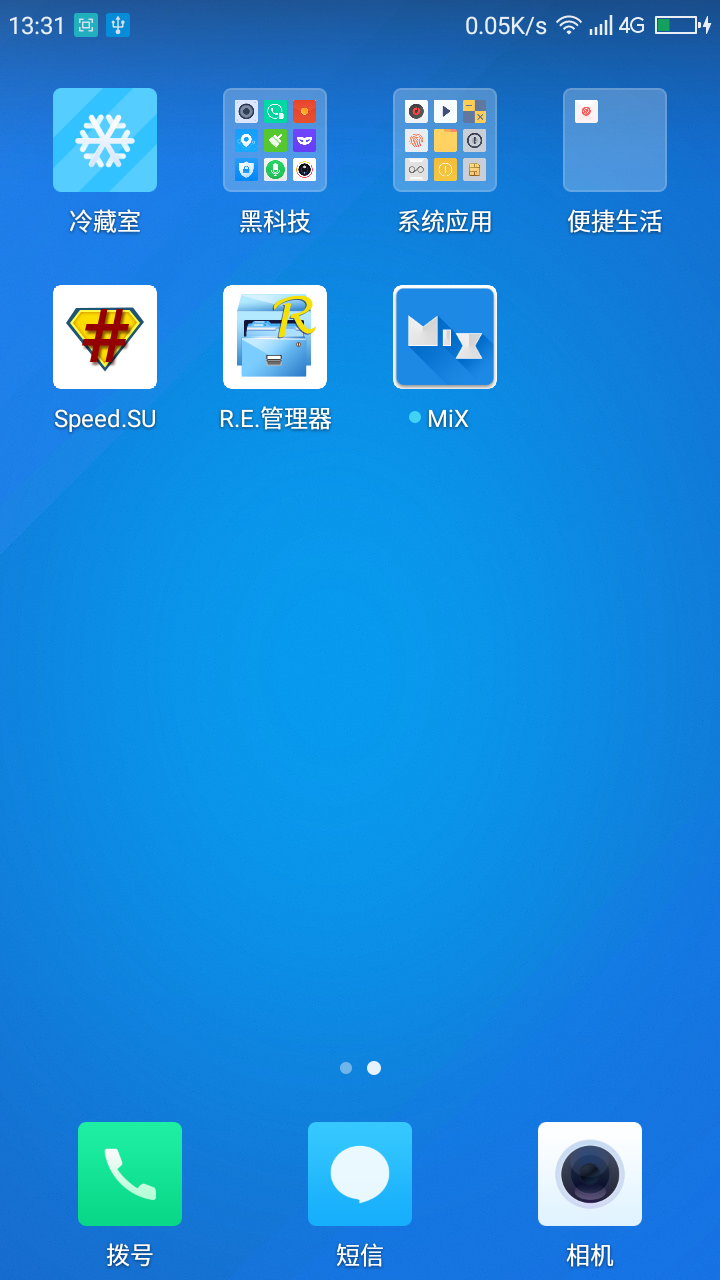 13:31 0.05K/s 4G
冷藏室 黑科技 系统应用 便捷生活
# R MiX
Speed.SU R.E.管理器 MiX
拨号 短信 相机